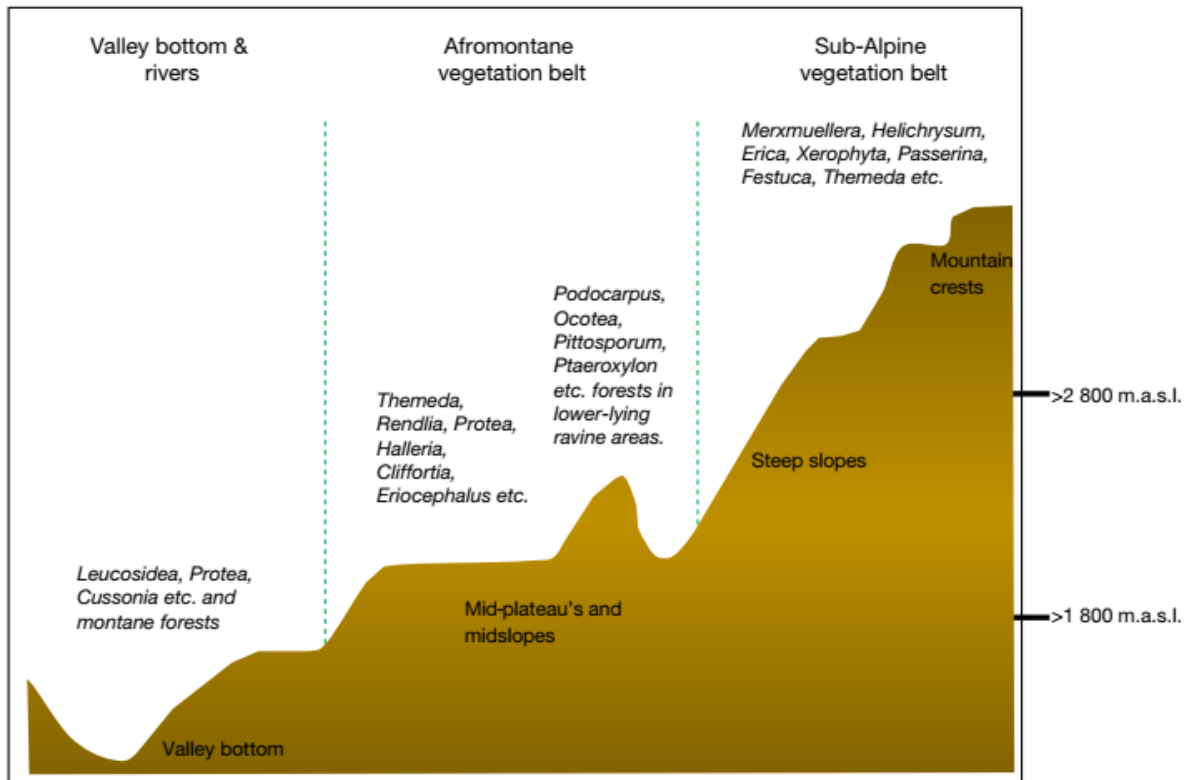 Valley bottom &
rivers
Afromontane
vegetation belt
Sub-Alpine
vegetation belt
Merxmuellera, Helichrysum,
Erica, Xerophyta, Passerina,
Festuca, Themeda etc.
Mountain
crests
Podocarpus,
Ocotea,
Pittosporum,
Ptaeroxylon
etc. forests in
lower-lying
ravine areas.
Themeda,
Rendlia, Protea,
Halleria,
Cliffortia,
Eriocephalus etc.
>2 800 m.a.s.l.
Steep slopes
Leucosidea, Protea,
Cussonia etc. and
montane forests
Mid-plateau's and
midslopes
>1 800 m.a.s.l.
Valley bottom